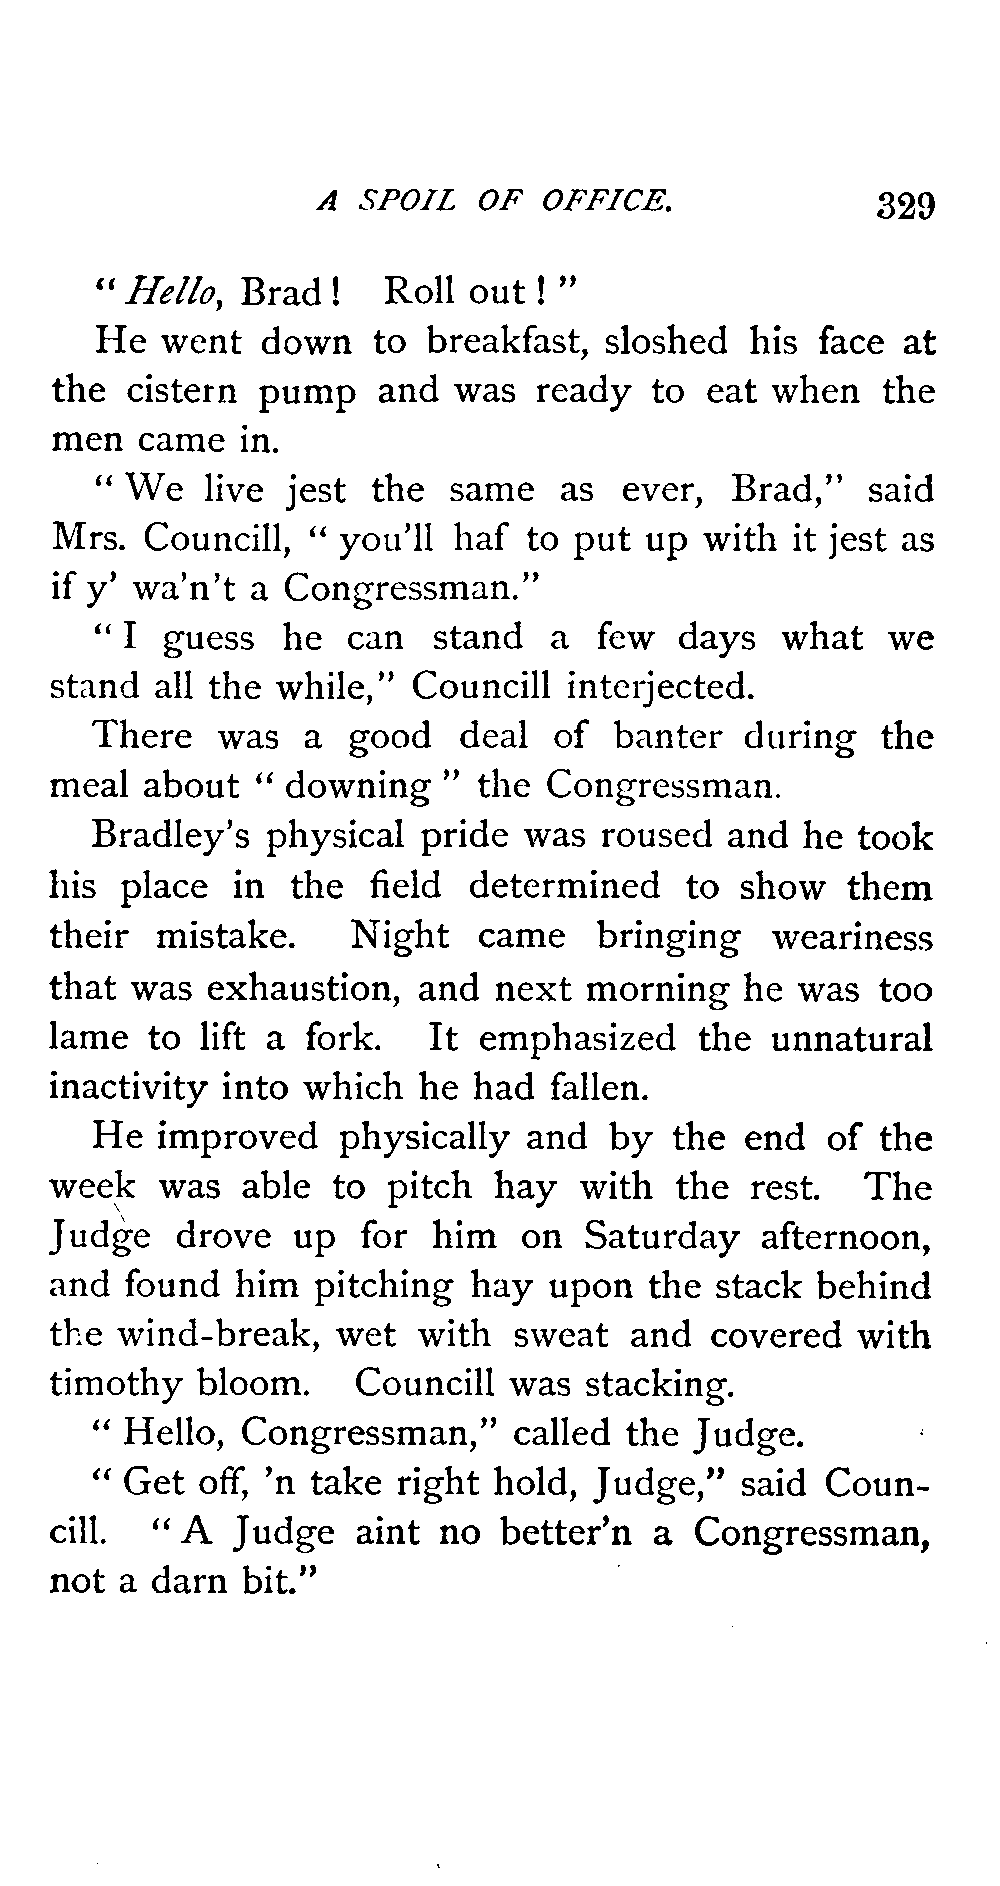 A SPOIL OF OFFICE. 329
" Hello, Brad ! Roll out ! "
He went down to breakfast, sloshed his face at
the cistern pump and was ready to eat when the
men came in.
" We live jest the same as ever, Brad," said
Mrs. Councill, " you'll haf to put up with it jest as
if y' wa'n't a Congressman."
" I guess he can stand a few days what we
stand all the while," Councill interjected.
There was a good deal of banter during the
meal about " downing " the Congressman.
Bradley's physical pride was roused and he took
his place in the field determined to show them
their mistake. Night came bringing weariness
that was exhaustion, and next morning he was too
lame to lift a fork. It emphasized the unnatural
inactivity into which he had fallen.
He improved physically and by the end of the
week was able to pitch hay with the rest. The
Judge drove up for him on Saturday afternoon,
and found him pitching hay upon the stack behind
the wind-break, wet with sweat and covered with
timothy bloom. Councill was stacking.
" Hello, Congressman," called the Judge.
" Get off, 'n take right hold, Judge," said Coun-
cill. " A Judge aint no better'n a Congressman,
not a darn bit."